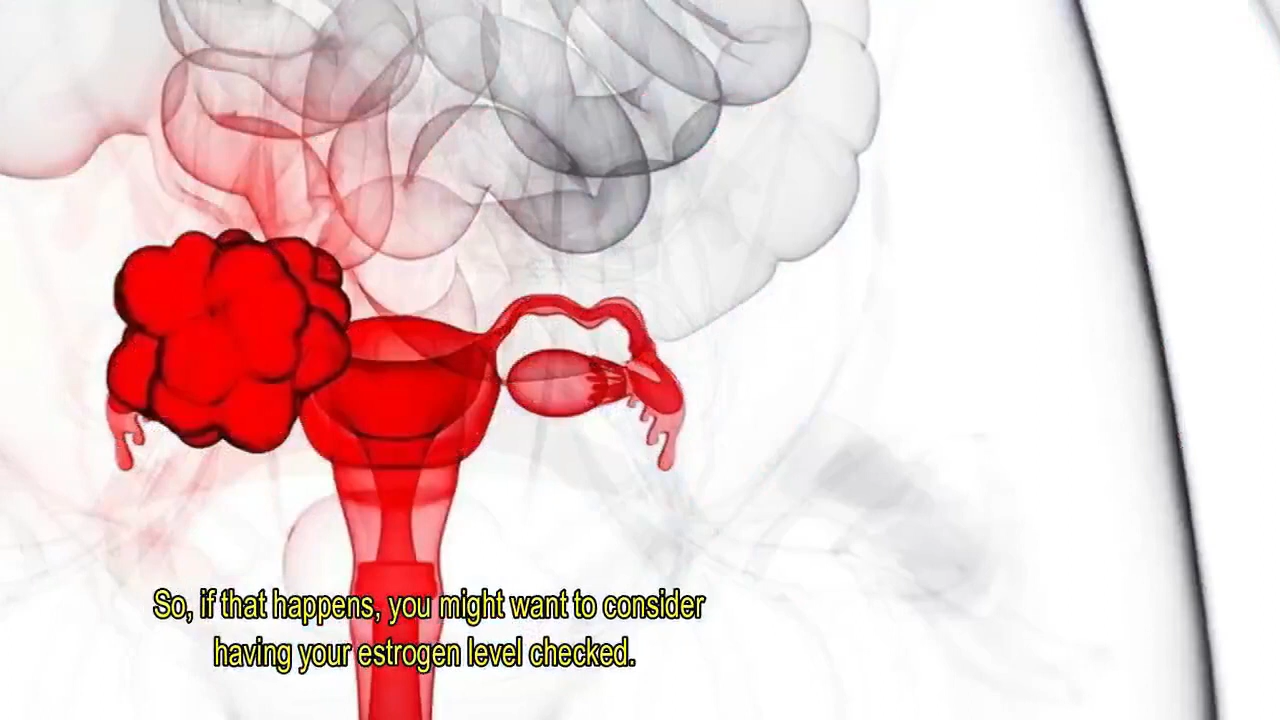 So, if that happens, you might want to consider
having your estrogen level checked.